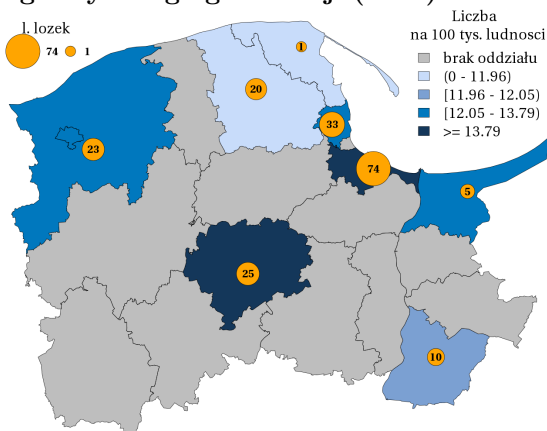 l. lozek
74
1
Liczba
na 100 tys. ludnosci
brak oddziału
(0 - 11.96)
[11.96 - 12.05)
[12.05 - 13.79)
>= 13.79
1
20
33
23
74
5
25
10